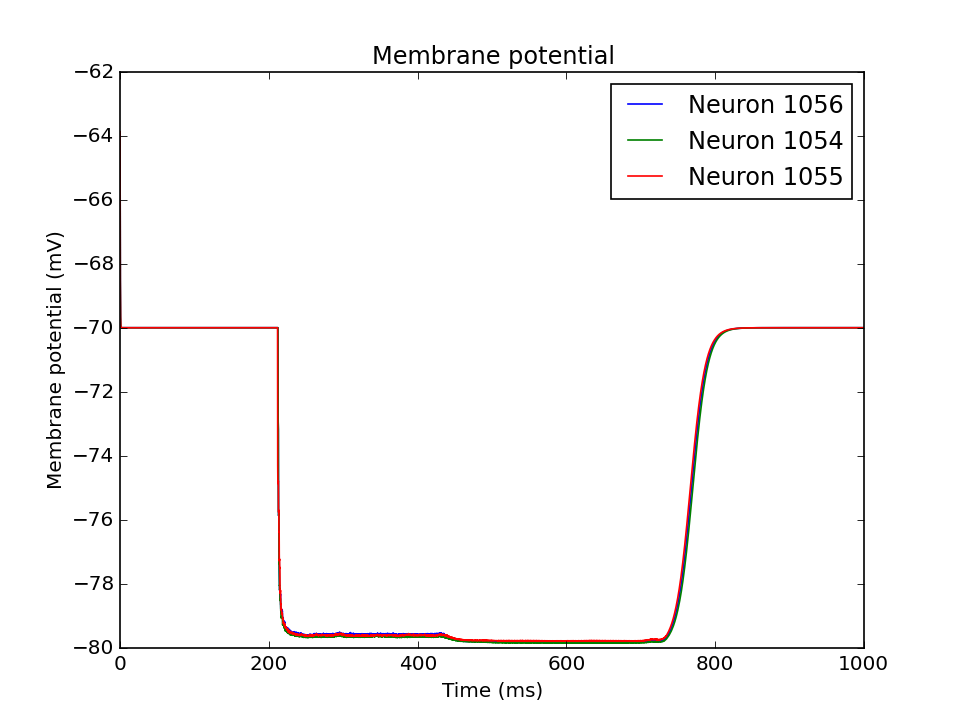 Membrane potential
−62
−64
−66
−68
−70
−72
−74
−76
−78
−80
Membrane potential (mV)
Neuron 1056
Neuron 1054
Neuron 1055
0 200 400 600 800 1000
Time (ms)